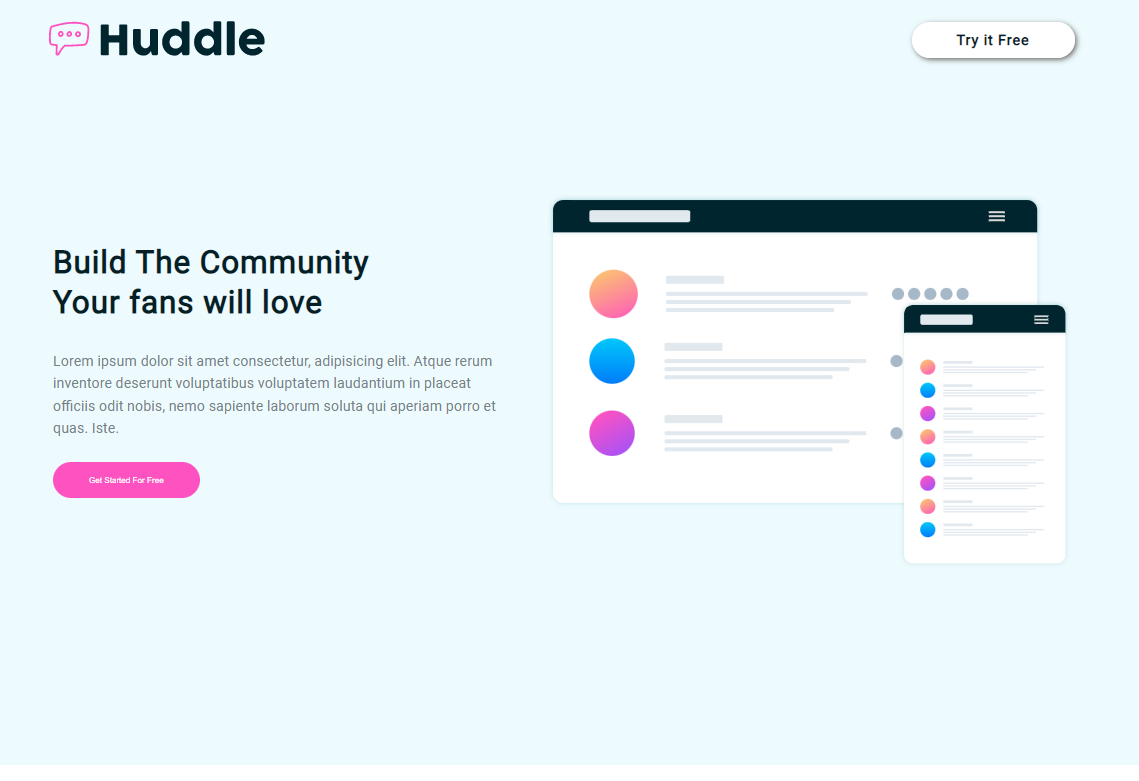 Huddle
Try it Free
Build The Community
Your fans will love
Lorem ipsum dolor sit amet consectetur, adipisicing elit. Atque rerum
inventore deserunt voluptatibus voluptatem laudantium in placeat
officiis odit nobis, nemo sapiente laborum soluta qui aperiam porro et
quas. Iste.
Get Started For Free